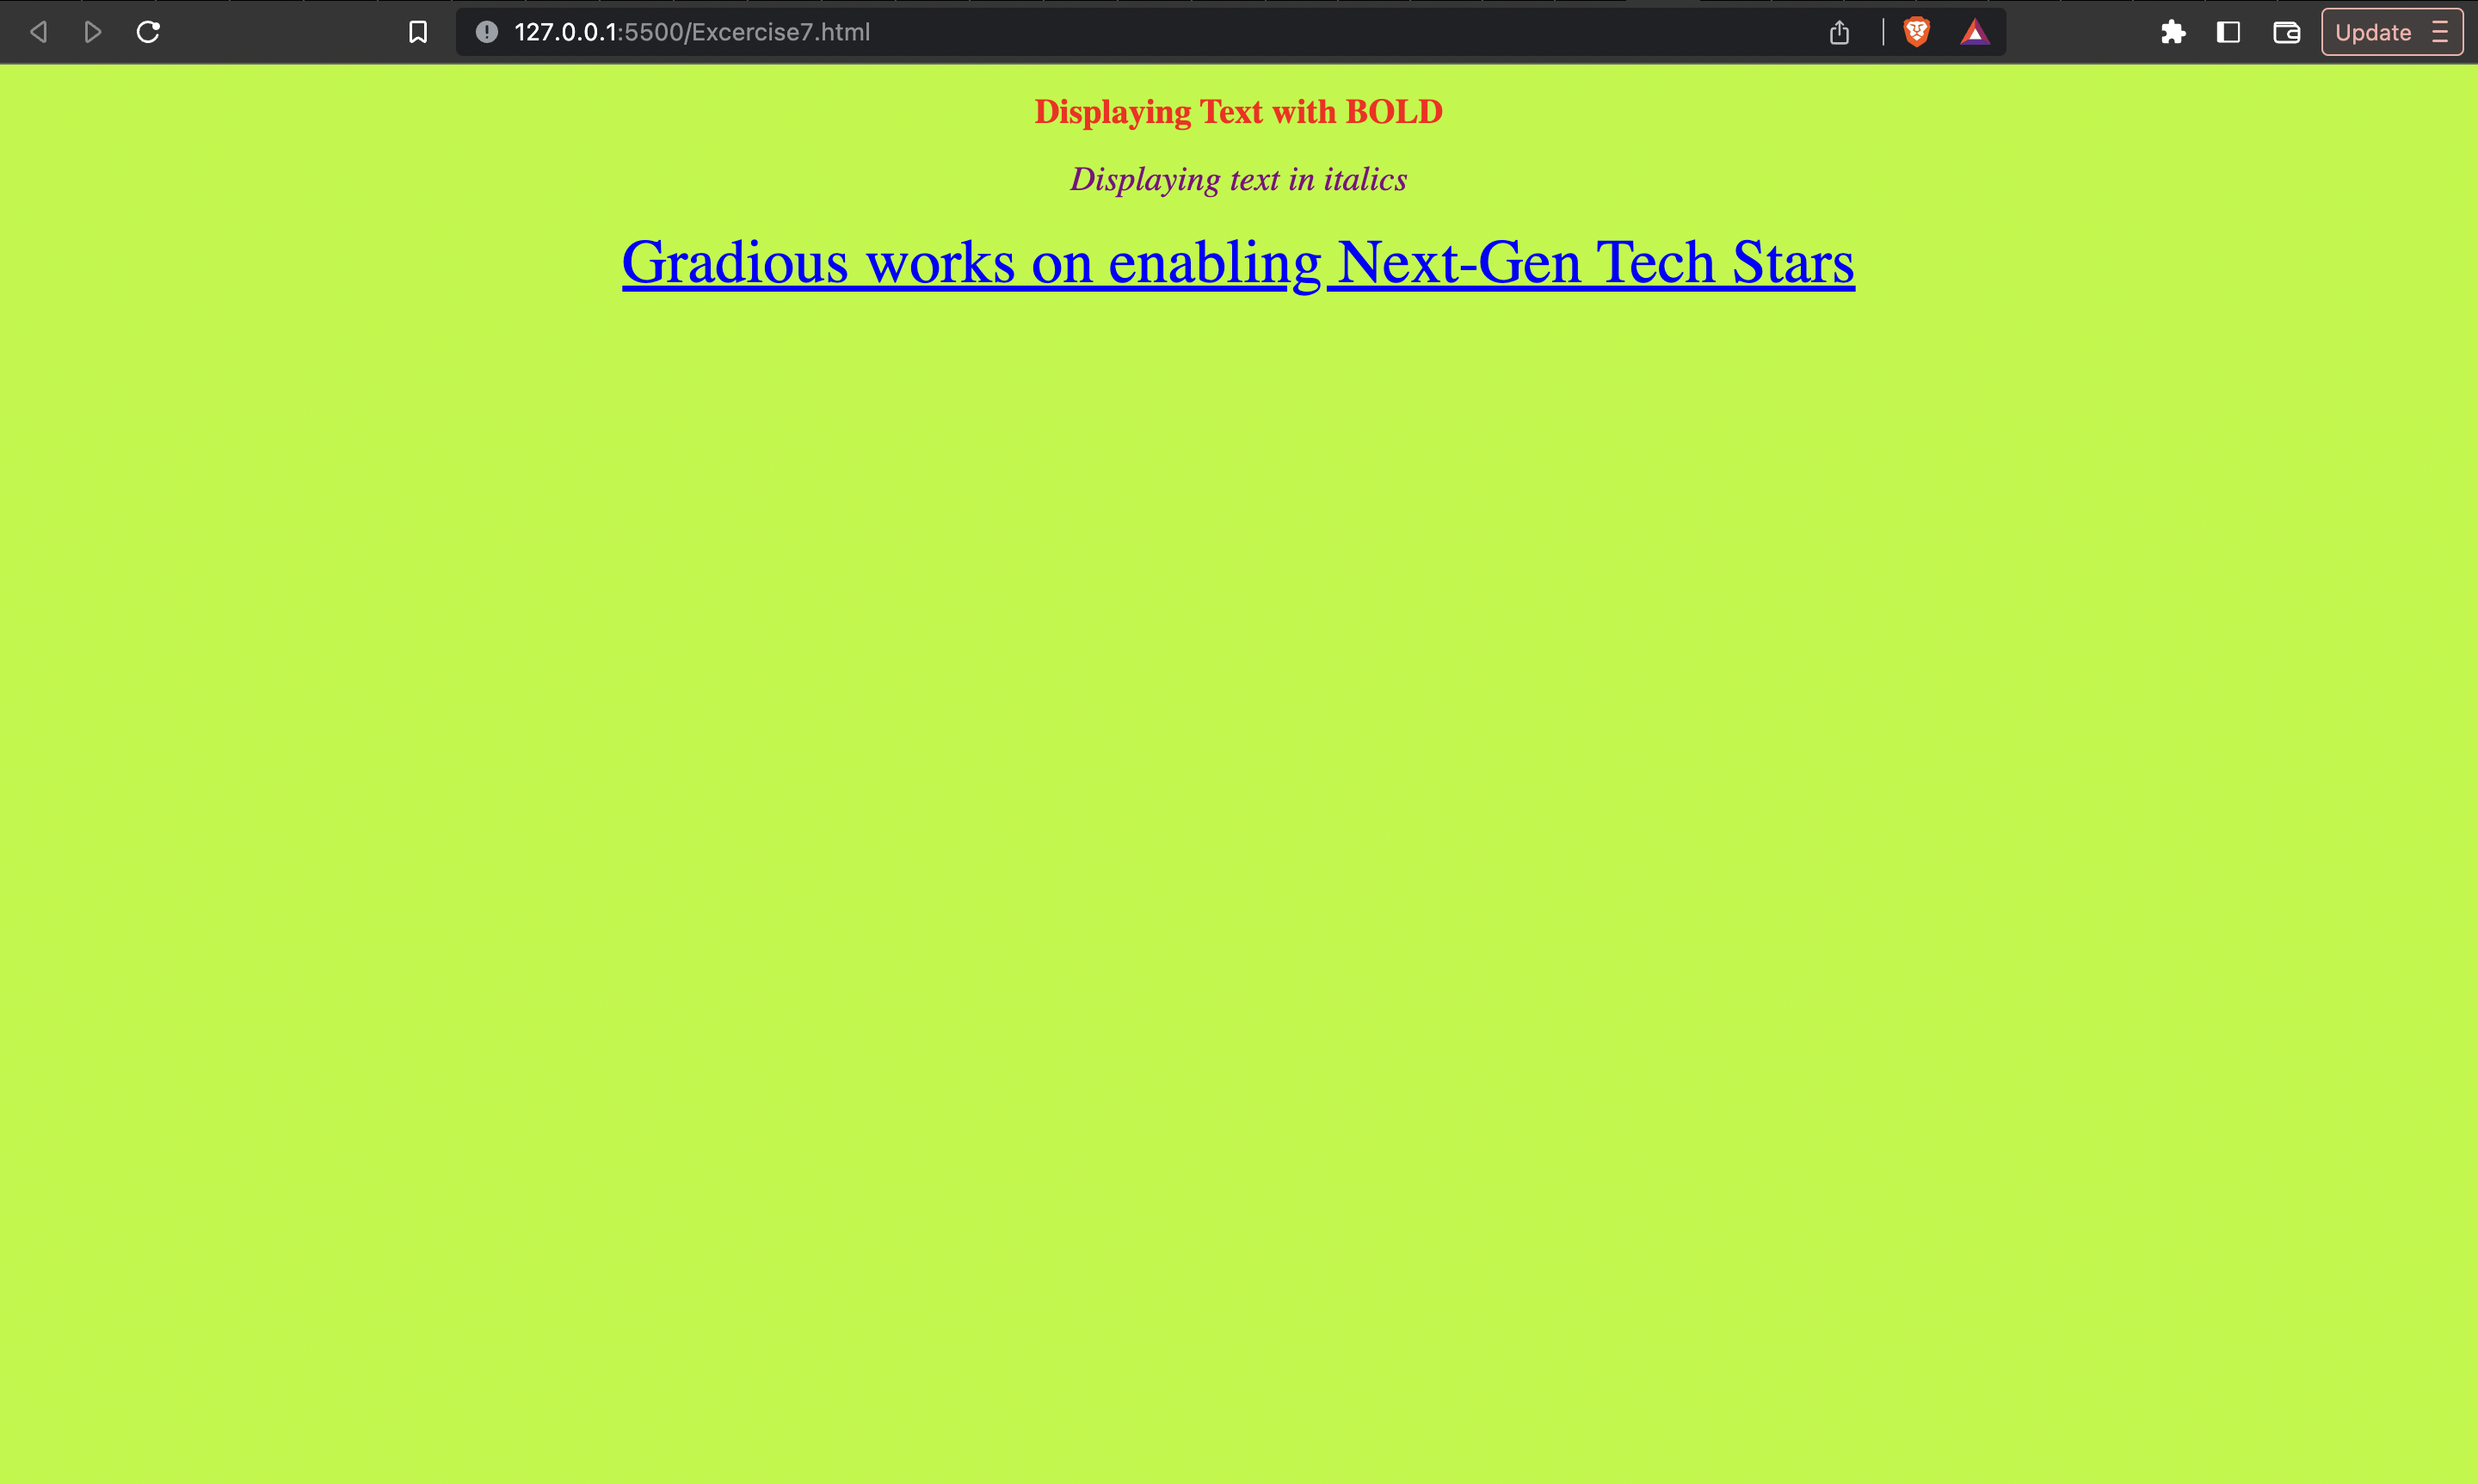 127.0.0.1:5500/Excercise7.html
Update
Displaying Text with BOLD
Displaying text in italics
Gradious works on enabling Next-Gen Tech Stars